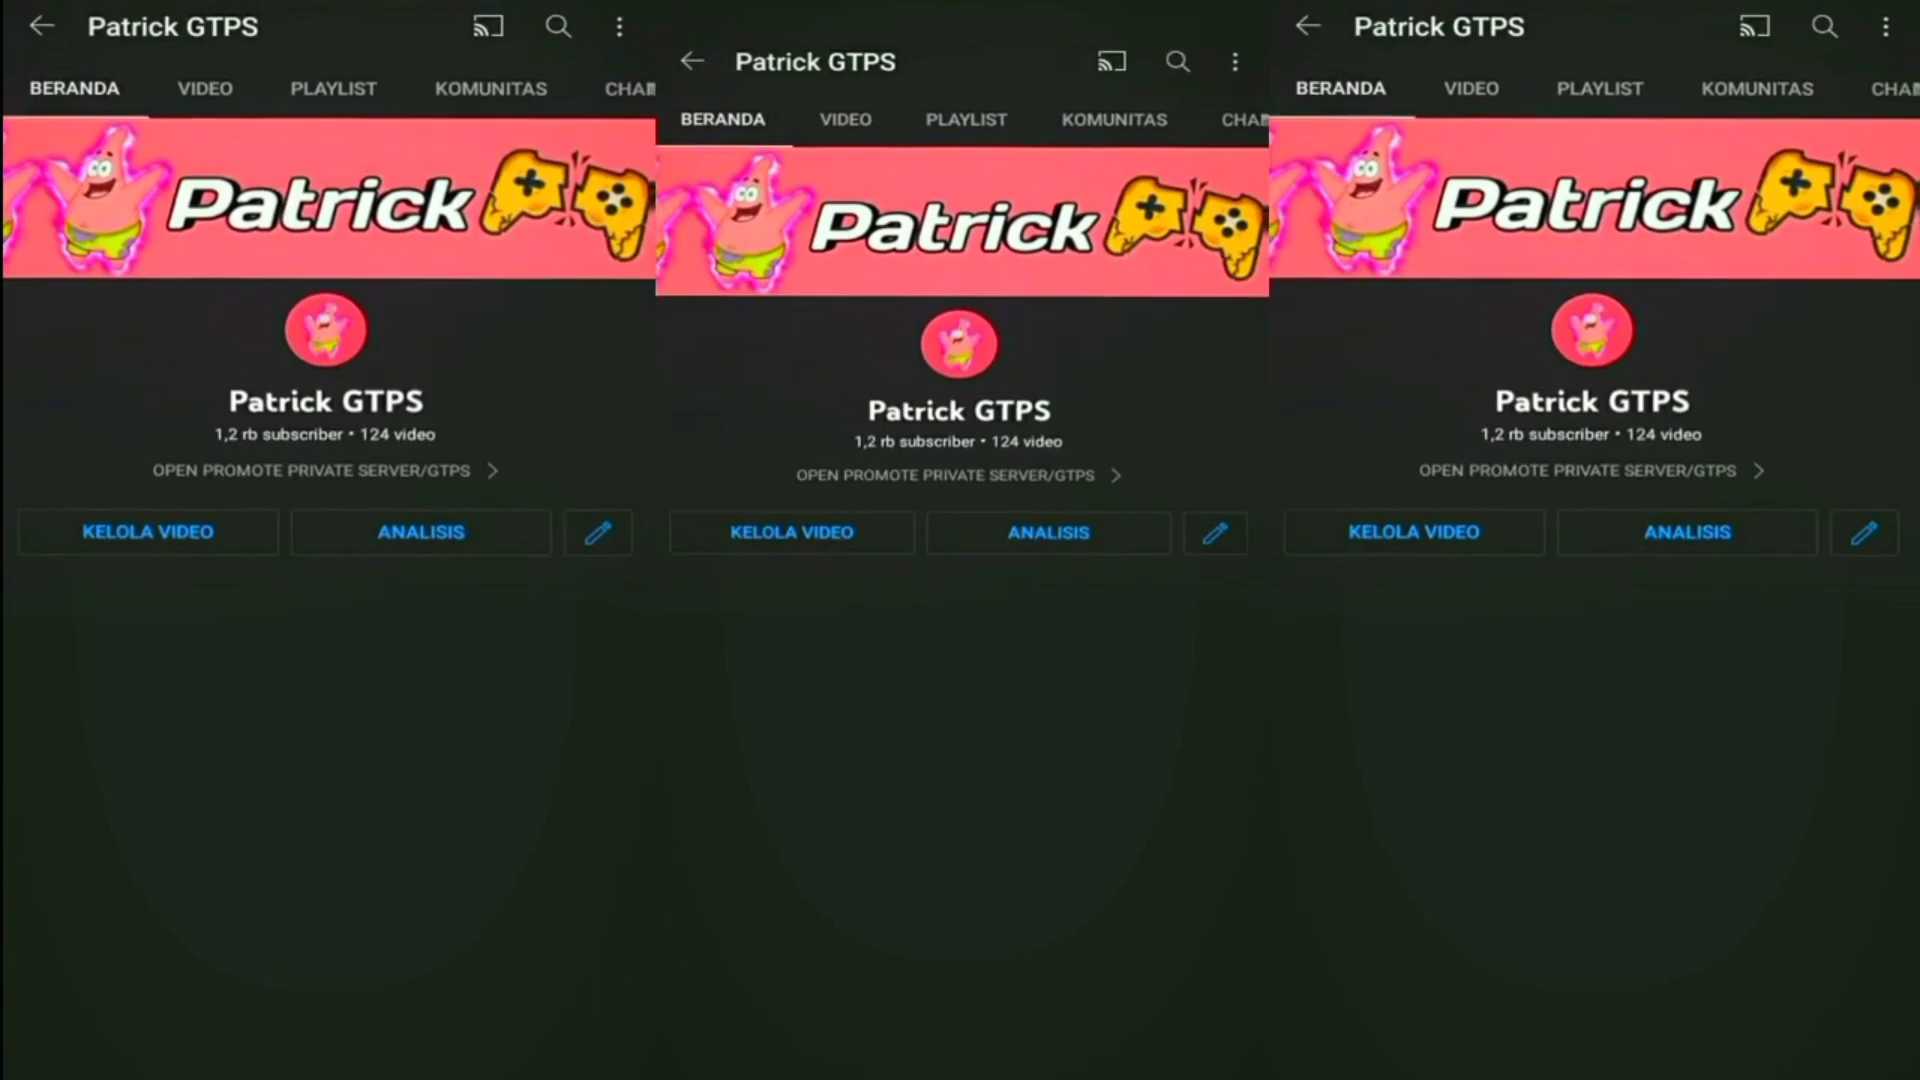 Patrick GTPS
BERANDA VIDEO PLAYLIST KOMUNITAS
Patrick
Patrick GTPS
1,2 rb subscriber • 124 video
OPEN PROMOTE PRIVATE SERVER/GTPS
KELOLA VIDEO ANALISIS
Patrick GTPS
BERANDA VIDEO PLAYLIST KOMUNITAS
Patrick
Patrick GTPS
1,2 rb subscriber • 124 video
OPEN PROMOTE PRIVATE SERVER/GTPS
KELOLA VIDEO ANALISIS
Patrick GTPS
BERANDA VIDEO PLAYLIST KOMUNITAS
Patrick
Patrick GTPS
1,2 rb subscriber • 124 video
OPEN PROMOTE PRIVATE SERVER/GTPS
KELOLA VIDEO ANALISIS